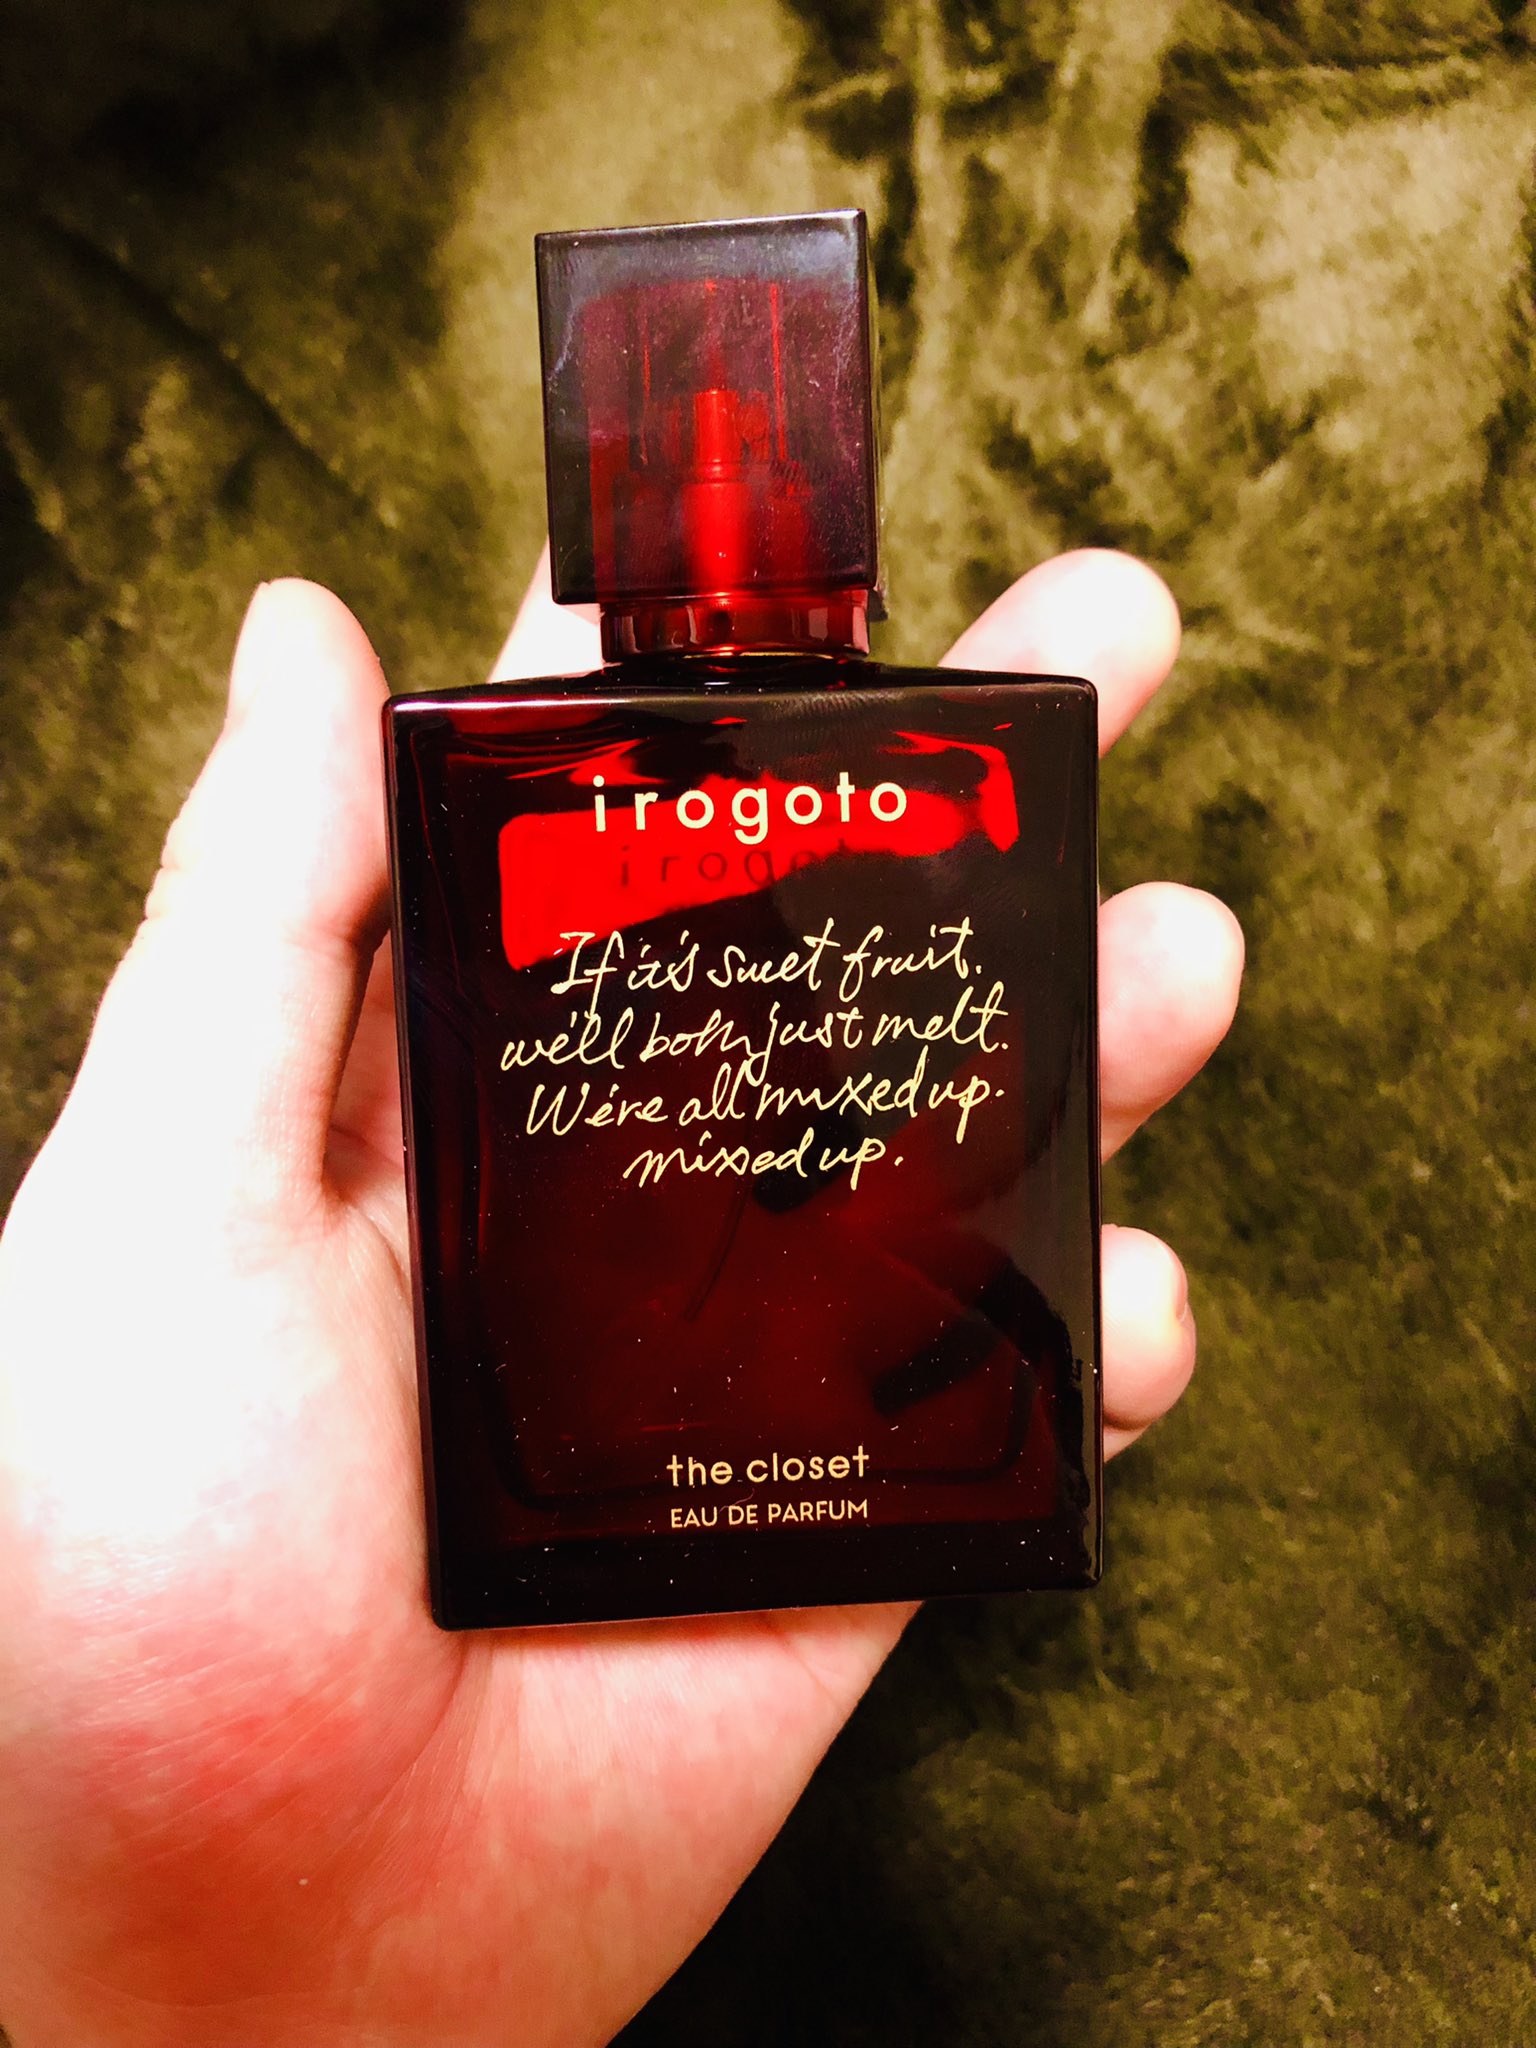 irogoto
irogoto
If it's sweet fruit.
we'll both just melt.
We're all mixed up.
mixed up.
the closet
EAU DE PARFUM